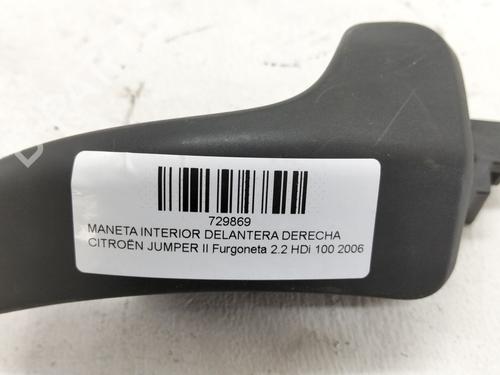 729869
MANETA INTERIOR DELANTERA DERECHA
CITROËN JUMPER II Furgoneta 2.2 HDi 100 2006